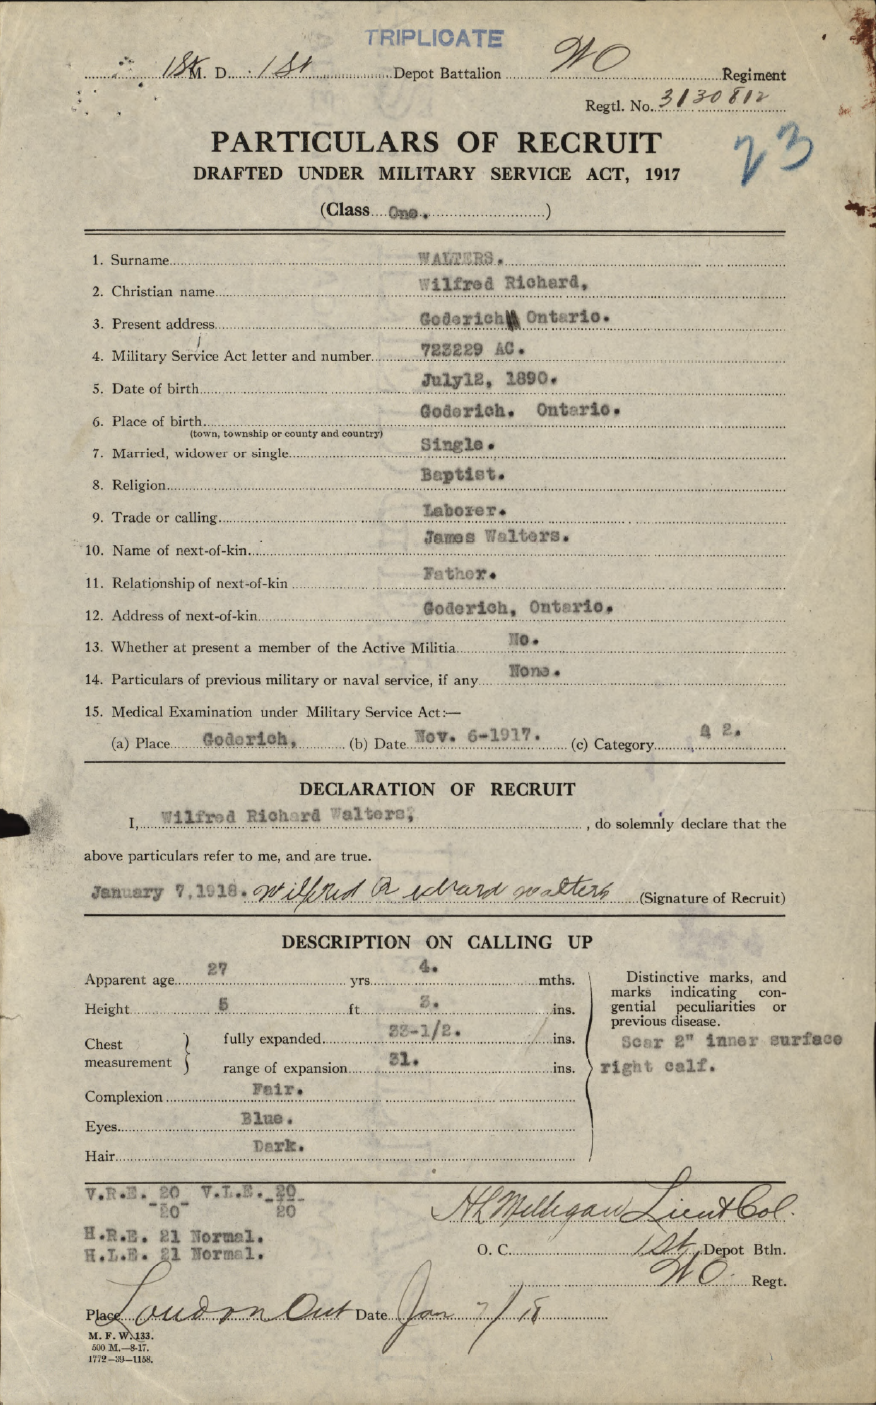 TRIPLICATE
1st M. D. 1st Depot Battalion WO Regiment
Regtl. No. 3130812
PARTICULARS OF RECRUIT
23
DRAFTED UNDER MILITARY SERVICE ACT, 1917
(Class One. )
1. Surname WALTERS.
2. Christian name Wilfred Richard,
3. Present address Goderich Ontario.
4. Military Service Act letter and number 723229 AC.
5. Date of birth July12, 1890.
6. Place of birth Goderich. Ontario.
(town, township or county and country)
7. Married, widower or single Single.
8. Religion Baptist.
9. Trade or calling Laborer.
10. Name of next-of-kin James Walters.
11. Relationship of next-of-kin Father.
12. Address of next-of-kin Goderich, Ontario.
13. Whether at present a member of the Active Militia No.
14. Particulars of previous military or naval service, if any None.
15. Medical Examination under Military Service Act:—
(a) Place Goderich, (b) Date Nov. 6-1917. (c) Category A 2.
DECLARATION OF RECRUIT
I, Wilfred Richard Walters, , do solemnly declare that the
above particulars refer to me, and are true.
January 7,1918. Wilfrid Richard Walters (Signature of Recruit)
DESCRIPTION ON CALLING UP
Apparent age 27 yrs. 4. mths.
Height 5 ft 3. ins.
Chest measurement
fully expanded 33-1/2. ins.
range of expansion 31. ins.
Complexion Fair.
Eyes Blue.
Hair Dark.
Distinctive marks, and
marks indicating con-
genital peculiarities or
previous disease.
Scar 2" inner surface
right calf.
V.R.E. 20 V.L.E. 20
20 20
H.R.E. 21 Normal.
H.L.E. 21 Normal.
Milligan Lieut Col.
O. C. 1st Depot Btln.
WO. Regt.
Place London Ont Date Jan 7/18
M. F. W. 133.
500 M.—8-17.
1772—39—1158.